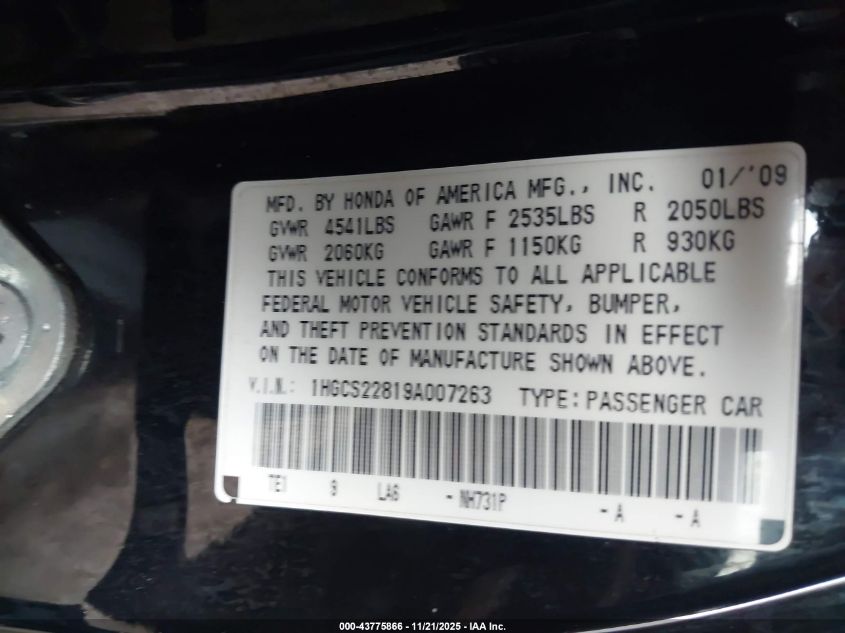 MFD. BY HONDA OF AMERICA MFG., INC. 01/'09
GVWR 4541LBS GAWR F 2535LBS R 2050LBS
GVWR 2060KG GAWR F 1150KG R 930KG
THIS VEHICLE CONFORMS TO ALL APPLICABLE
FEDERAL MOTOR VEHICLE SAFETY, BUMPER,
AND THEFT PREVENTION STANDARDS IN EFFECT
ON THE DATE OF MANUFACTURE SHOWN ABOVE.
V.I.N.: 1HGCS22819A007263 TYPE:PASSENGER CAR
TE1 9 LA6 -NH731P -A -A
000-43775866 - 11/21/2025 - IAA Inc.